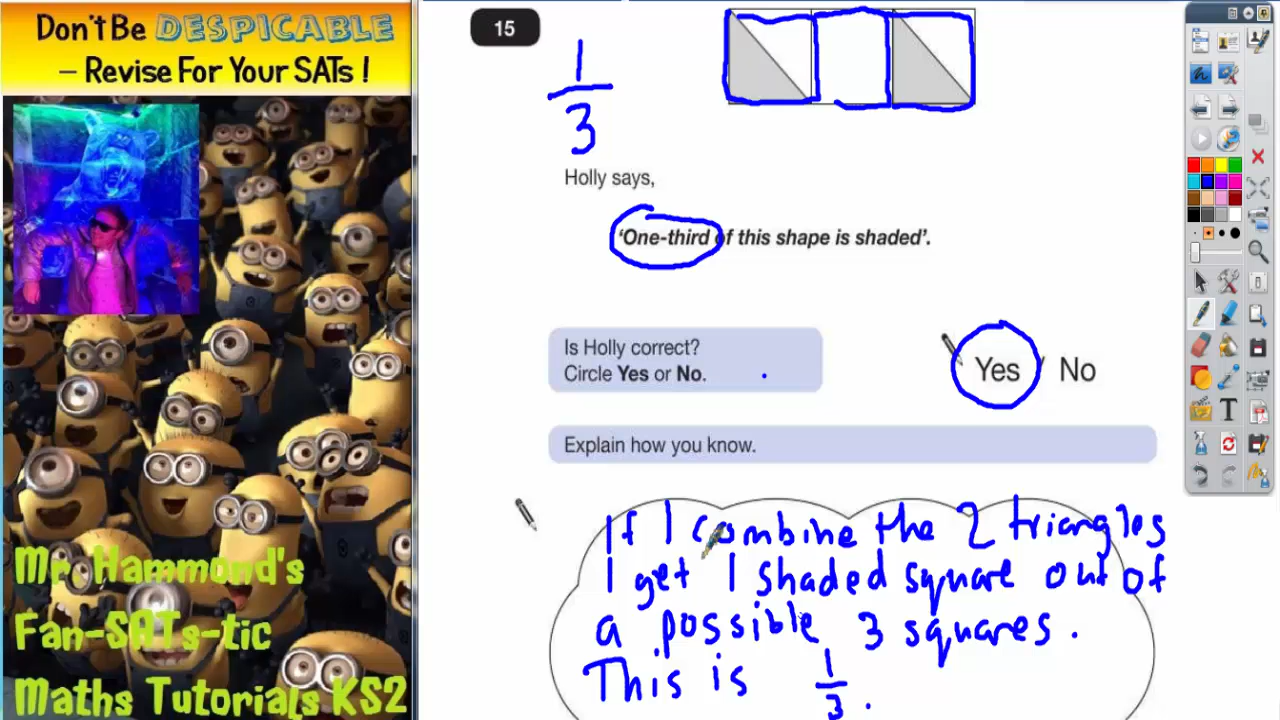 Don't Be DESPICABLE
– Revise For Your SATs !
15
1
3
Holly says,
‘One-third of this shape is shaded’.
Is Holly correct?
Circle Yes or No.
Yes / No
Explain how you know.
If I combine the 2 triangles
I get 1 shaded square out of
a possible 3 squares.
This is 1/3.
Mr. Hammond's
Fan-SATs-tic
Maths Tutorials KS2